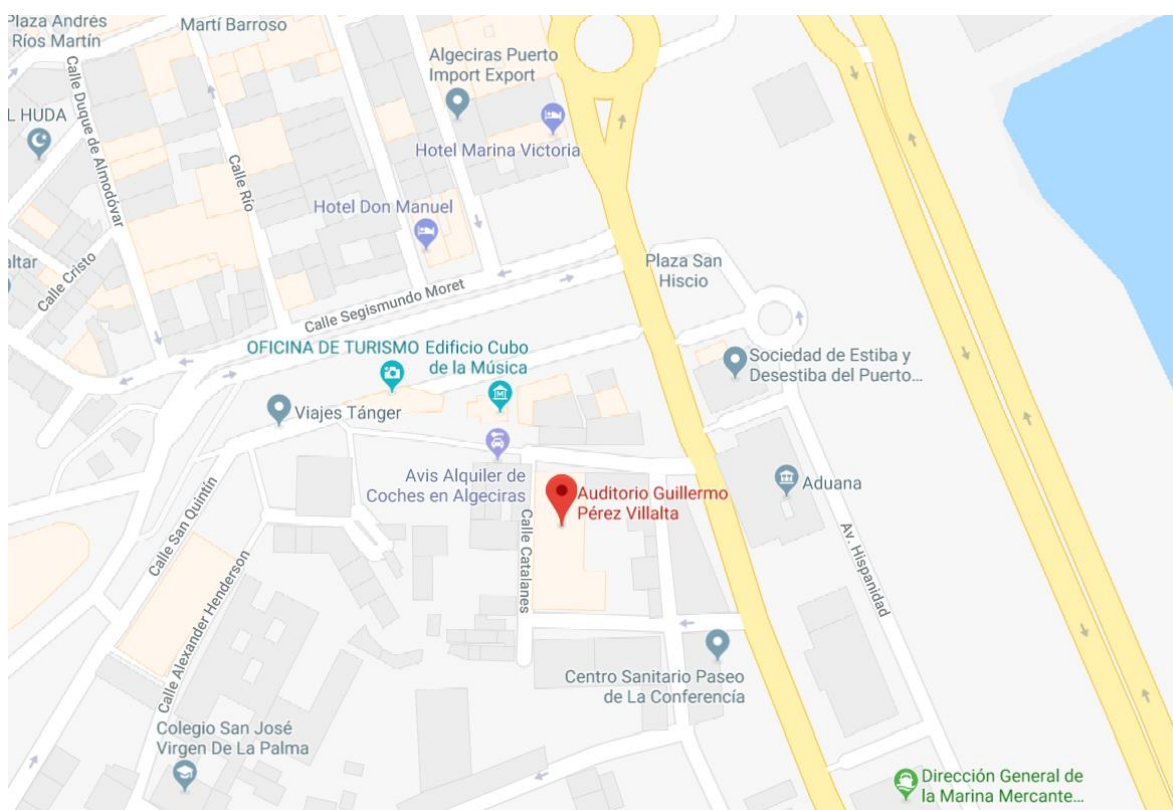 Plaza Andrés
Ríos Martín
Martí Barroso
Algeciras Puerto
Import Export
L HUDA
Calle Duque de Almodóvar
Calle Río
Hotel Marina Victoria
Hotel Don Manuel
altar
Calle Cristo
Plaza San
Hiscio
Calle Segismundo Moret
OFICINA DE TURISMO
Edificio Cubo
de la Música
Sociedad de Estiba y
Desestiba del Puerto...
Viajes Tánger
Avis Alquiler de
Coches en Algeciras
Auditorio Guillermo
Pérez Villalta
Aduana
Calle San Quintín
Calle Catalanes
Av. Hispanidad
Calle Alexander Henderson
Centro Sanitario Paseo
de La Conferencía
Colegio San José
Virgen De La Palma
Dirección General de
la Marina Mercante...